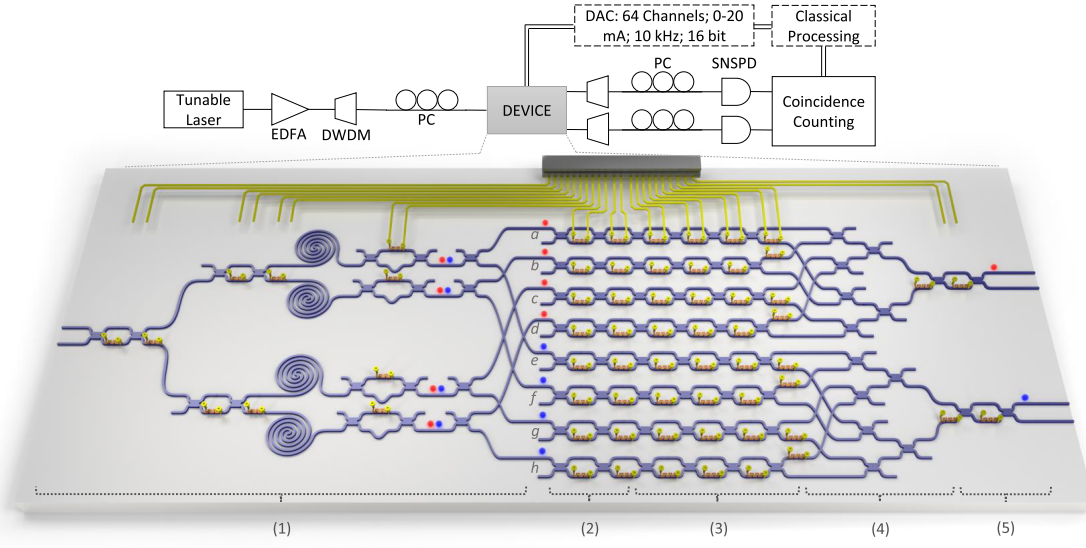 DAC: 64 Channels; 0-20
mA; 10 kHz; 16 bit
Classical
Processing
PC
SNSPD
Tunable
Laser
EDFA
DWDM
PC
DEVICE
Coincidence
Counting
a
b
c
d
e
f
g
h
(1)
(2)
(3)
(4)
(5)